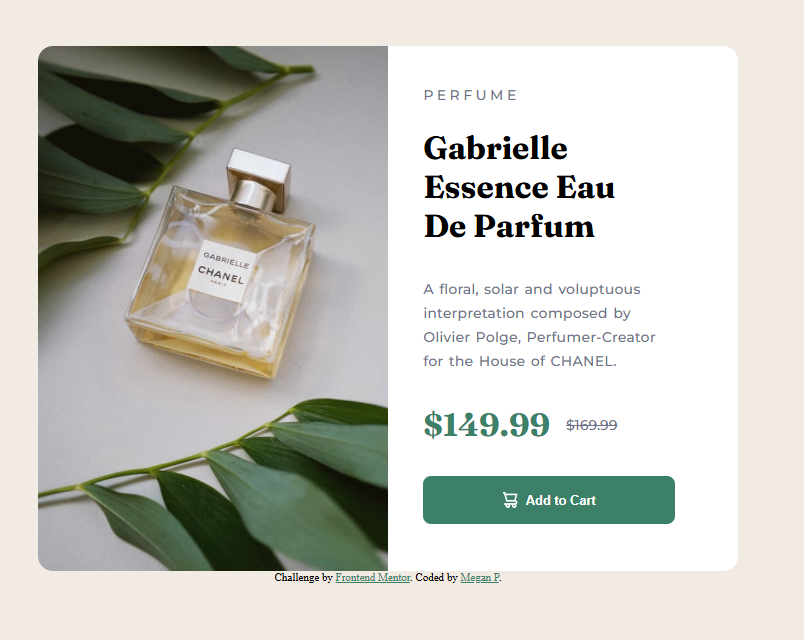 GABRIELLE
CHANEL
PARIS
PERFUME
Gabrielle
Essence Eau
De Parfum
A floral, solar and voluptuous
interpretation composed by
Olivier Polge, Perfumer-Creator
for the House of CHANEL.
$149.99 $169.99
Add to Cart
Challenge by Frontend Mentor. Coded by Megan P.